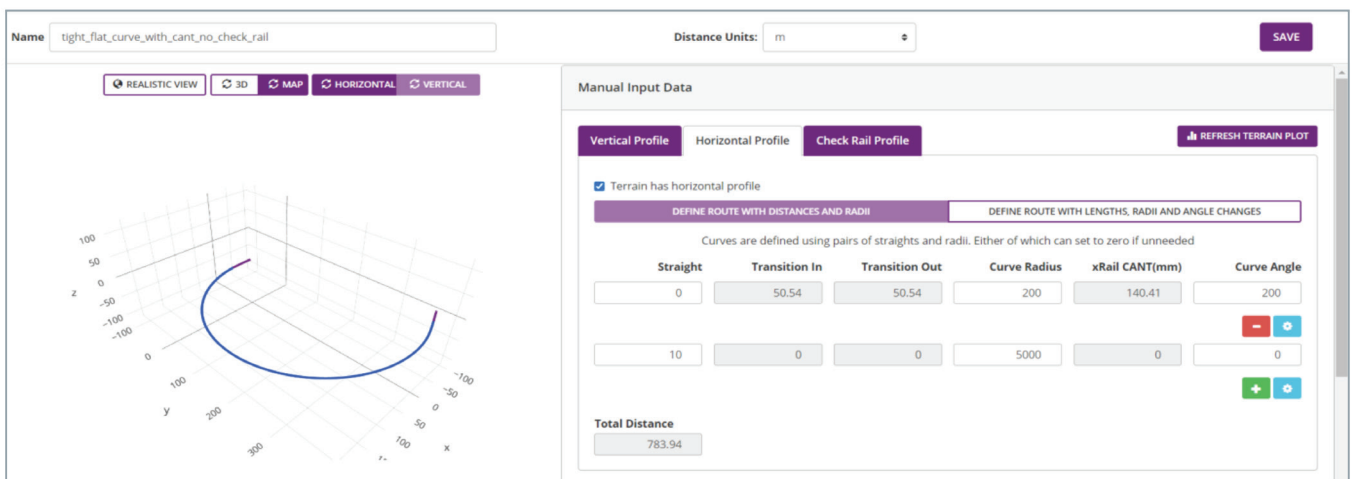 Name tight_flat_curve_with_cant_no_check_rail Distance Units: m SAVE
REALISTIC VIEW 3D MAP HORIZONTAL VERTICAL
Manual Input Data
Vertical Profile Horizontal Profile Check Rail Profile REFRESH TERRAIN PLOT
Terrain has horizontal profile
DEFINE ROUTE WITH DISTANCES AND RADII DEFINE ROUTE WITH LENGTHS, RADII AND ANGLE CHANGES
Curves are defined using pairs of straights and radii. Either of which can set to zero if unneeded
Straight Transition In Transition Out Curve Radius xRail CANT(mm) Curve Angle
0 50.54 50.54 200 140.41 200
10 0 0 5000 0 0
Total Distance
783.94
100
50
0
-50
-100
z
-100
0
100
200
300
y
-100
-50
0
50
100
x